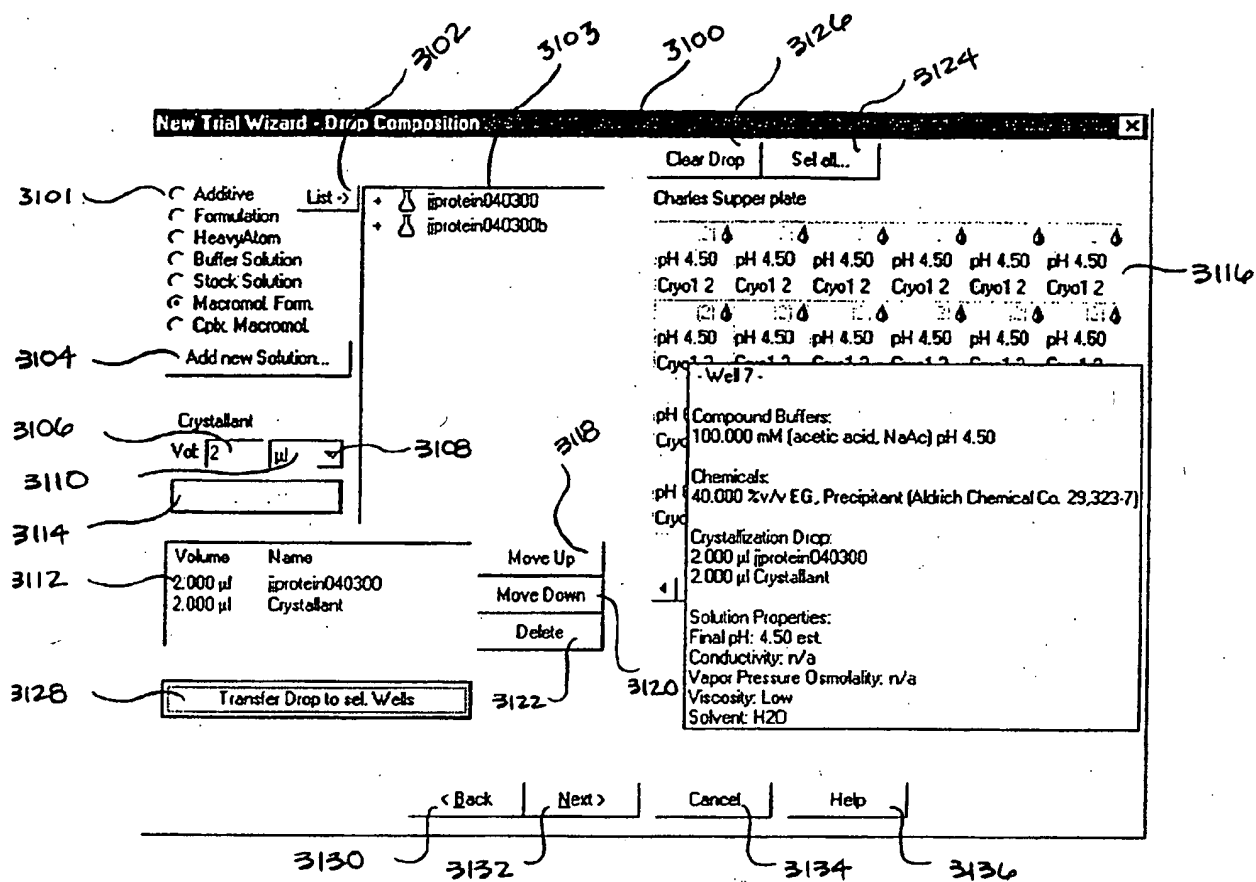 3102 3103 3100 3126 3124
New Trial Wizard - Drop Composition
Clear Drop Sel all...
3101 Additive List ->
Formulation
HeavyAtom
Buffer Solution
Stock Solution
Macromol. Form.
Cplx. Macromol.
3104 Add new Solution...
+ jjprotein040300
+ jjprotein040300b
Charles Supper plate
pH 4.50 pH 4.50 pH 4.50 pH 4.50 pH 4.50 pH 4.50
Cryo1 2 Cryo1 2 Cryo1 2 Cryo1 2 Cryo1 2 Cryo1 2
3116
pH 4.50 pH 4.50 pH 4.50 pH 4.50 pH 4.50 pH 4.60
Crystallant
3106 Vol: 2 µl 3108
3110
3114
- Well 7 -
Compound Buffers:
100.000 mM (acetic acid, NaAc) pH 4.50
Chemicals:
40.000 %v/v EG, Precipitant (Aldrich Chemical Co. 29,323-7)
Crystallization Drop:
2.000 µl jjprotein040300
2.000 µl Crystallant
Solution Properties:
Final pH: 4.50 est.
Conductivity: n/a
Vapor Pressure Osmolality: n/a
Viscosity: Low
Solvent: H2O
3118
3112 Volume Name
2.000 µl jjprotein040300
2.000 µl Crystallant
Move Up
Move Down
Delete
3120
3122
3128 Transfer Drop to sel. Wells
< Back Next > Cancel Help
3130 3132 3134 3136